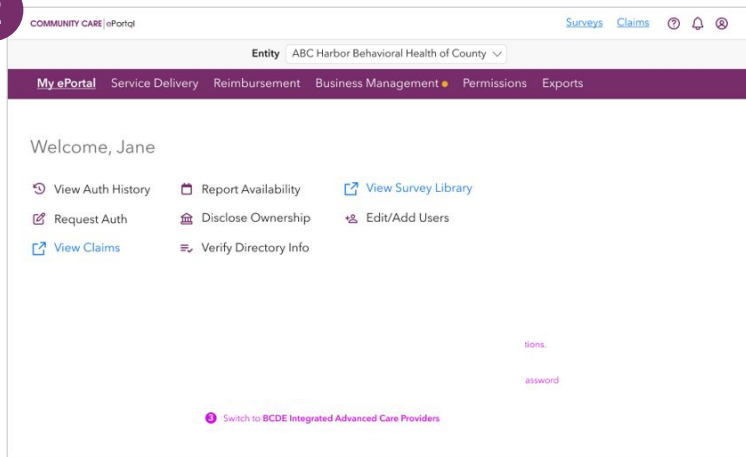 COMMUNITY CARE | ePortal Surveys Claims
Entity ABC Harbor Behavioral Health of County
My ePortal Service Delivery Reimbursement Business Management Permissions Exports
Welcome, Jane
View Auth History Report Availability View Survey Library
Request Auth Disclose Ownership Edit/Add Users
View Claims Verify Directory Info
tions.
assword
3 Switch to BCDE Integrated Advanced Care Providers